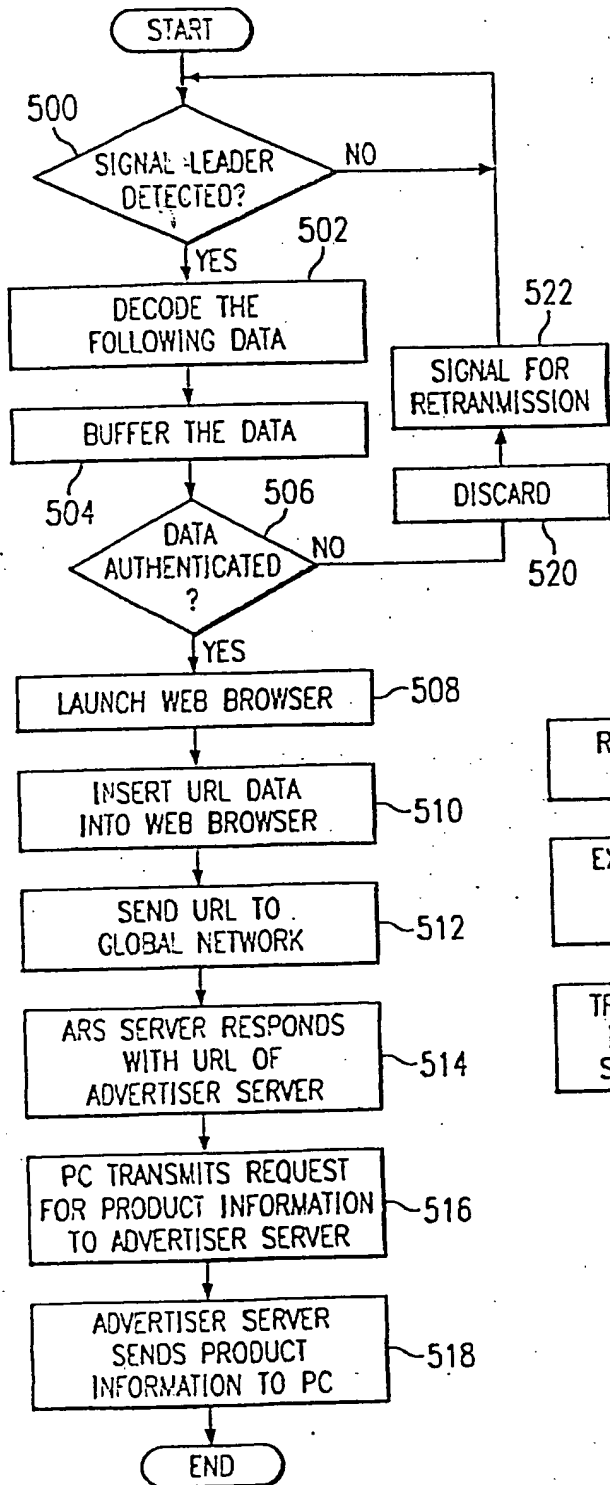 START
500
SIGNAL LEADER
DETECTED?
NO
YES
502
DECODE THE
FOLLOWING DATA
522
SIGNAL FOR
RETRANMISSION
BUFFER THE DATA
504
506
DISCARD
520
DATA
AUTHENTICATED
?
NO
YES
LAUNCH WEB BROWSER
508
INSERT URL DATA
INTO WEB BROWSER
510
SEND URL TO
GLOBAL NETWORK
512
ARS SERVER RESPONDS
WITH URL OF
ADVERTISER SERVER
514
PC TRANSMITS REQUEST
FOR PRODUCT INFORMATION
TO ADVERTISER SERVER
516
ADVERTISER SERVER
SENDS PRODUCT
INFORMATION TO PC
518
END